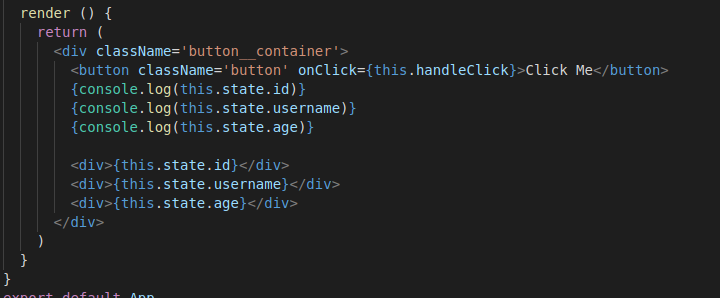 render () {
return (
<div className='button__container'>
<button className='button' onClick={this.handleClick}>Click Me</button>
{console.log(this.state.id)}
{console.log(this.state.username)}
{console.log(this.state.age)}
<div>{this.state.id}</div>
<div>{this.state.username}</div>
<div>{this.state.age}</div>
</div>
)
}
}
export default App